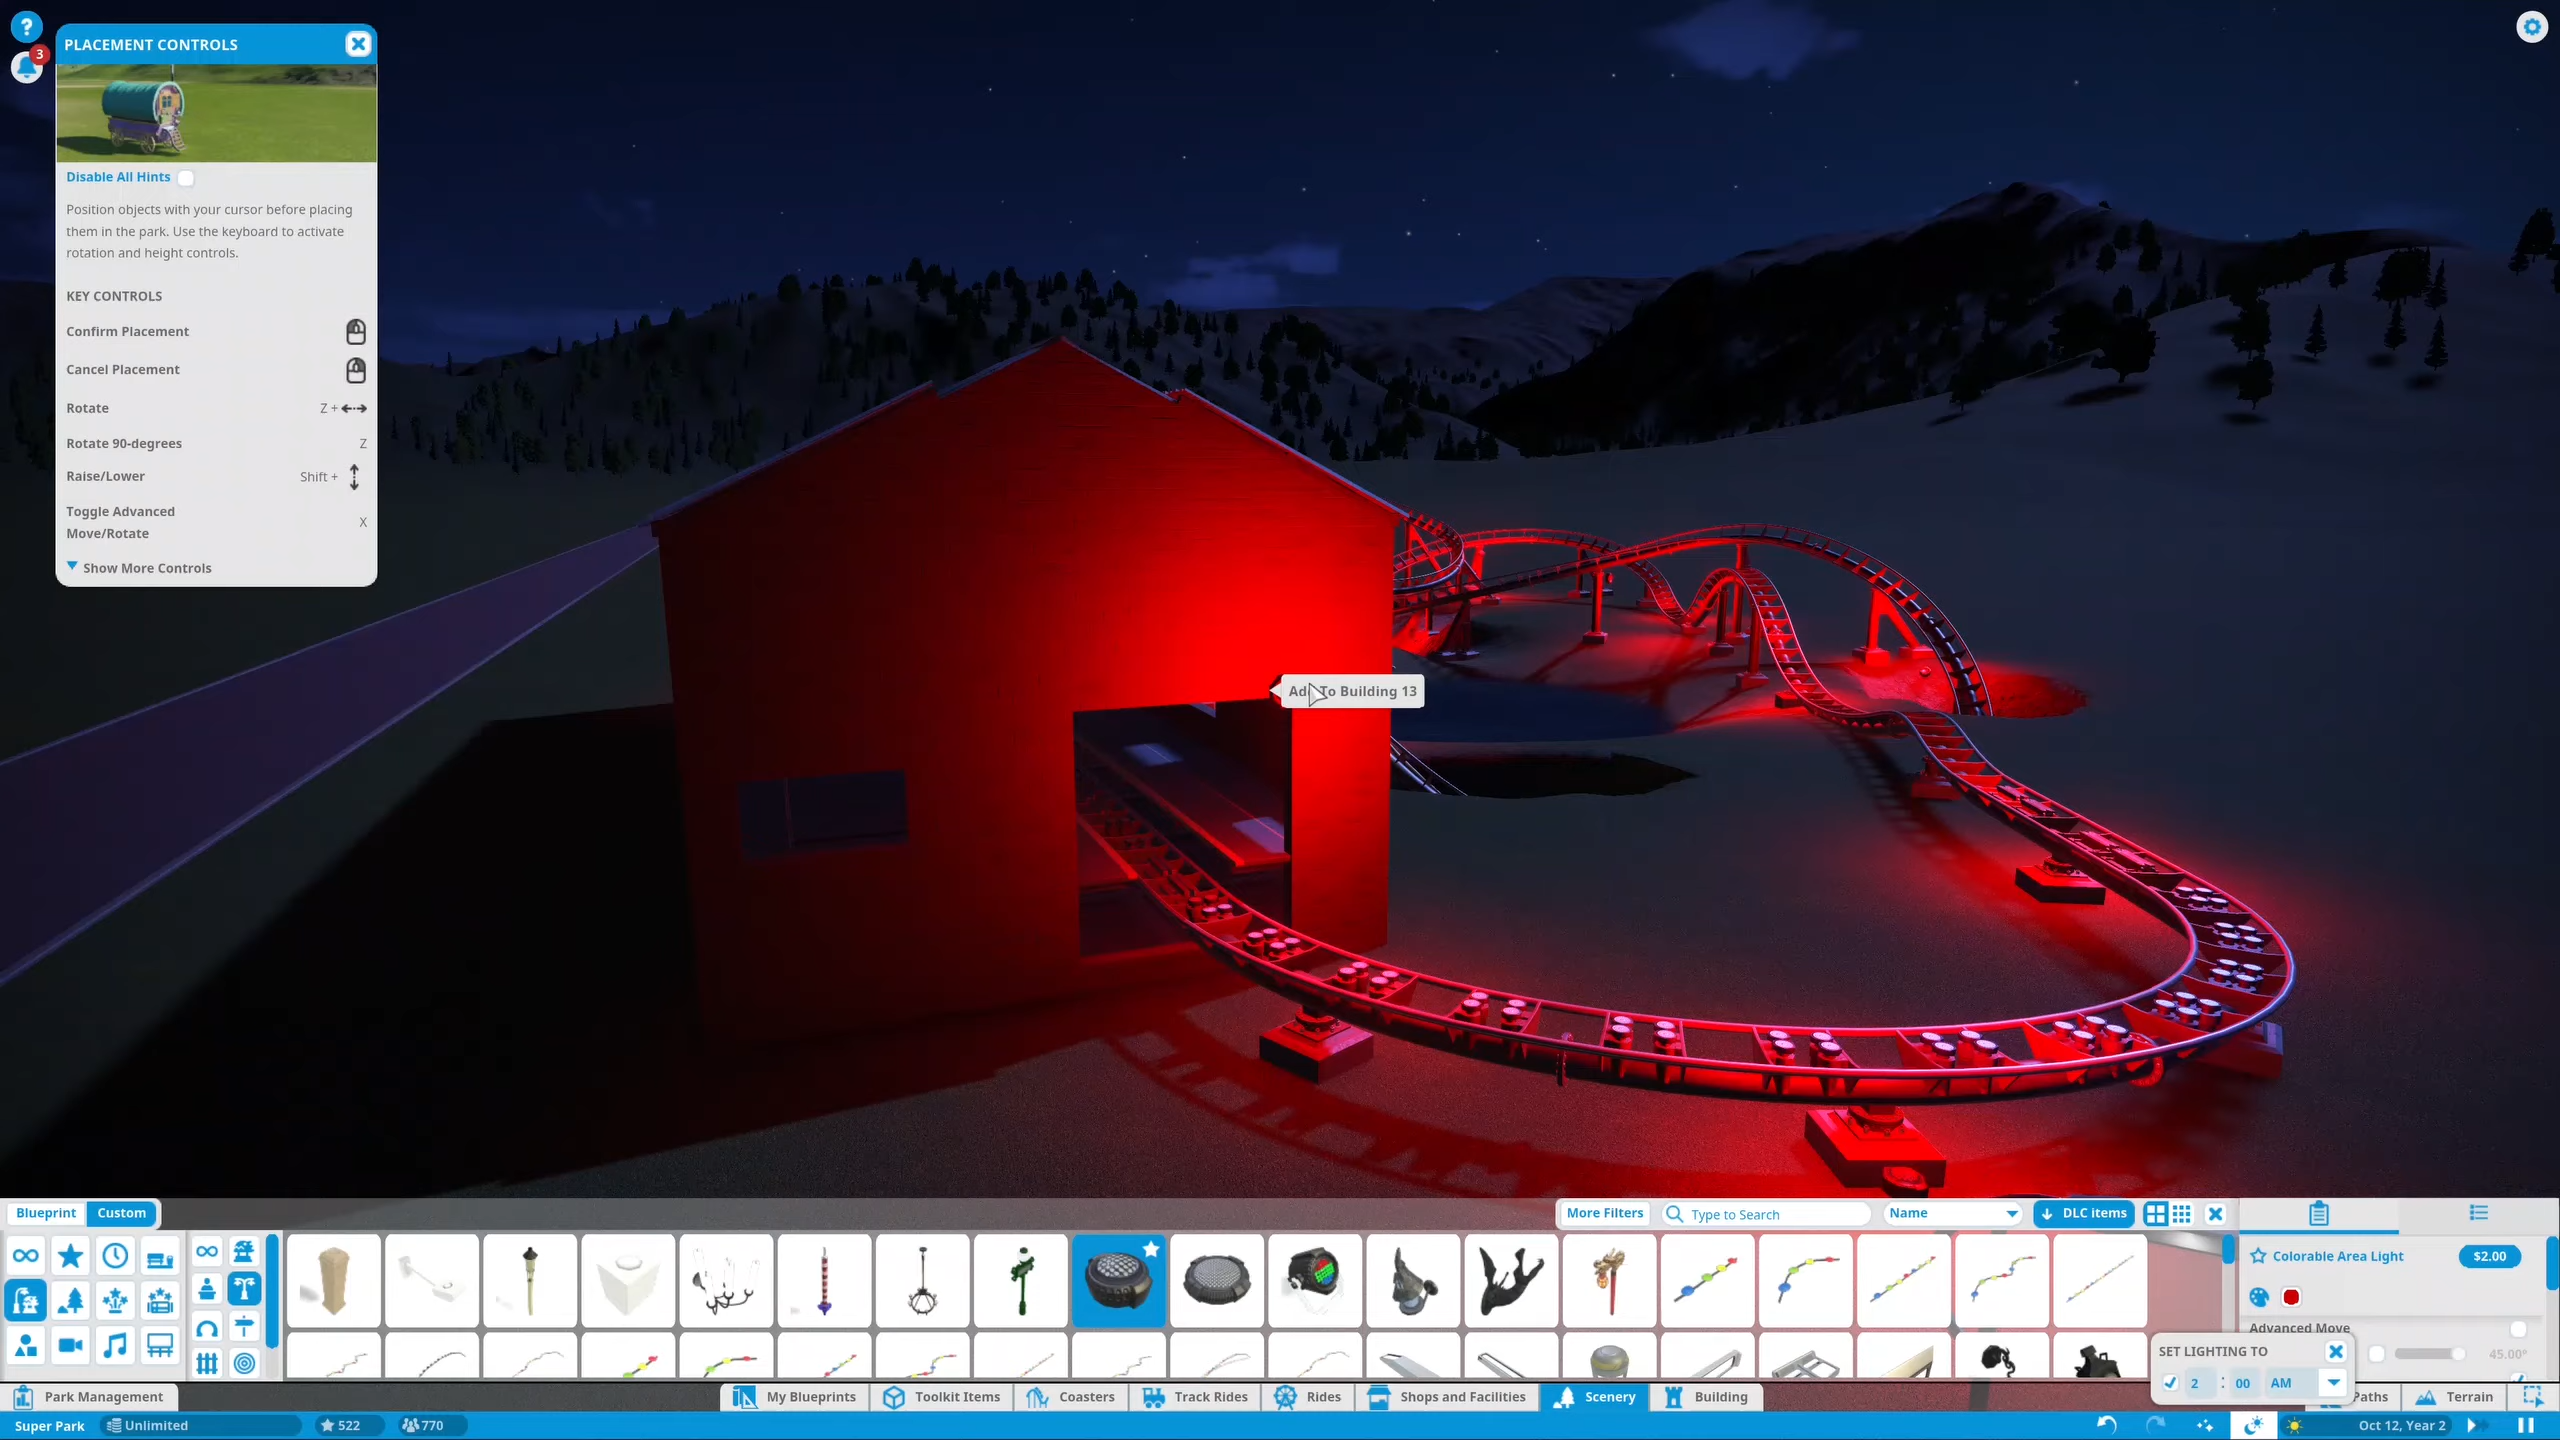 ?
3
PLACEMENT CONTROLS
Disable All Hints
Position objects with your cursor before placing
them in the park. Use the keyboard to activate
rotation and height controls.
KEY CONTROLS
Confirm Placement
Cancel Placement
Rotate Z +
Rotate 90-degrees Z
Raise/Lower Shift +
Toggle Advanced
Move/Rotate X
Show More Controls
To Building 13
Blueprint Custom
More Filters Type to Search Name DLC items
Colorable Area Light $2.00
Advanced Move
45.00°
SET LIGHTING TO
2 : 00 AM
Park Management My Blueprints Toolkit Items Coasters Track Rides Rides Shops and Facilities Scenery Building Paths Terrain
Super Park Unlimited 522 770 Oct 12, Year 2